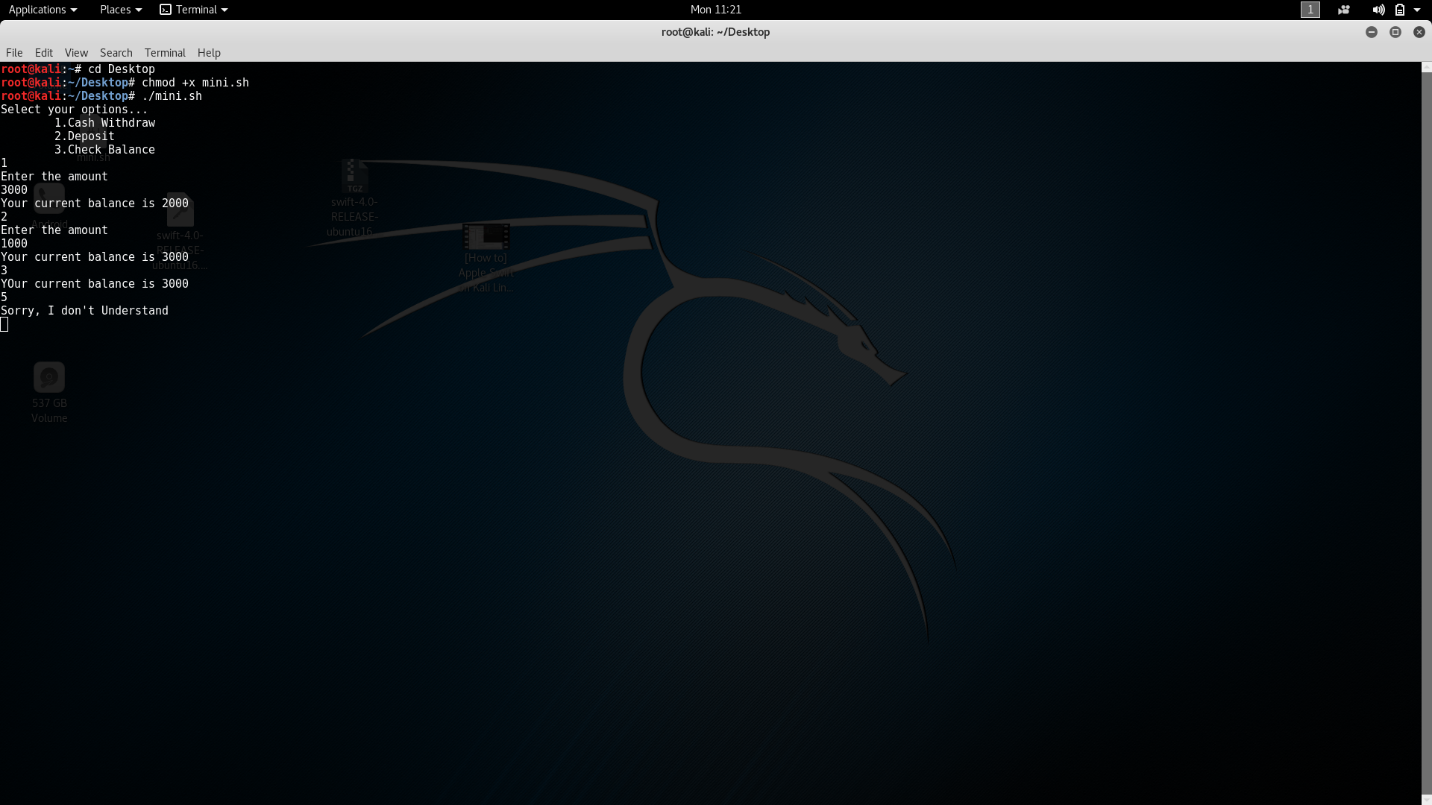 Applications Places Terminal Mon 11:21 1
root@kali: ~/Desktop
File Edit View Search Terminal Help
root@kali:~# cd Desktop
root@kali:~/Desktop# chmod +x mini.sh
root@kali:~/Desktop# ./mini.sh
Select your options...
1.Cash Withdraw
2.Deposit
3.Check Balance
1
Enter the amount
3000
Your current balance is 2000
2
Enter the amount
1000
Your current balance is 3000
3
YOur current balance is 3000
5
Sorry, I don't Understand
mini.sh
Android
swift-4.0-
RELEASE-
ubuntu16....
TGZ
swift-4.0-
RELEASE-
ubuntu16....
[How to]
Apple Swift
on Kali Lin...
537 GB
Volume